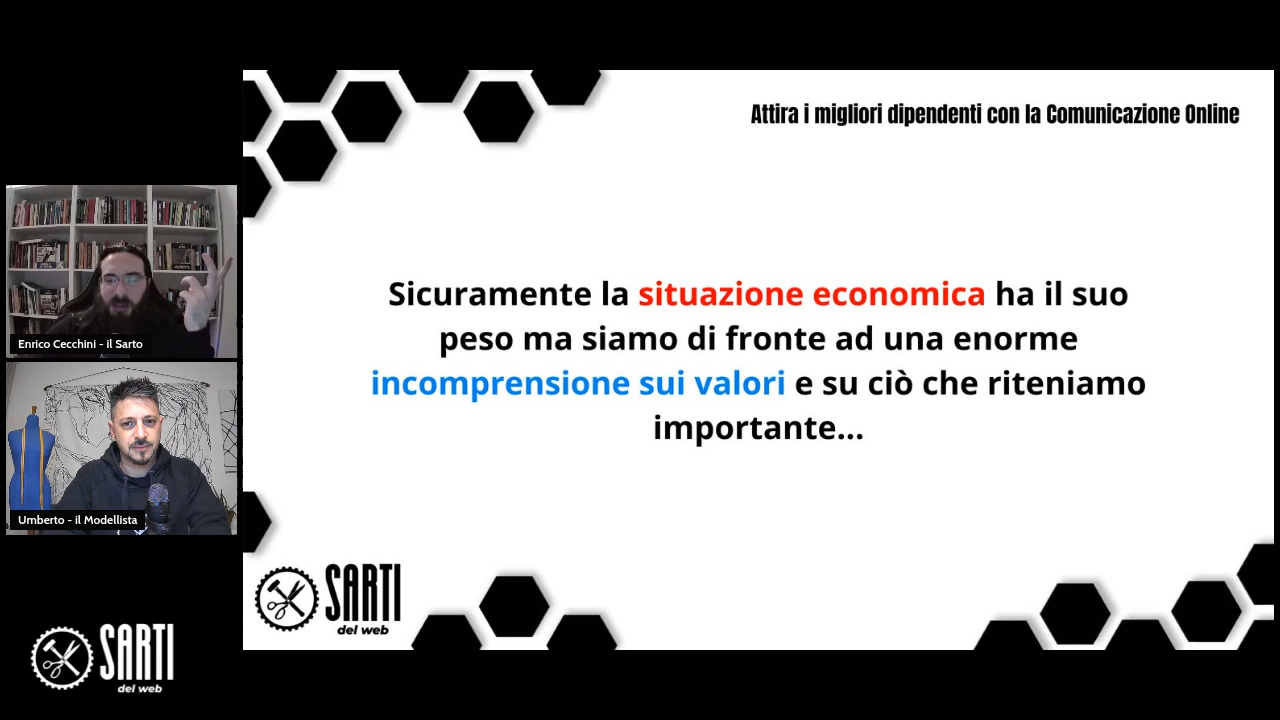 Attira i migliori dipendenti con la Comunicazione Online
Sicuramente la situazione economica ha il suo
peso ma siamo di fronte ad una enorme
incomprensione sui valori e su ciò che riteniamo
importante...
Enrico Cecchini - il Sarto
Umberto - il Modellista
SARTI
del web
SARTI
del web